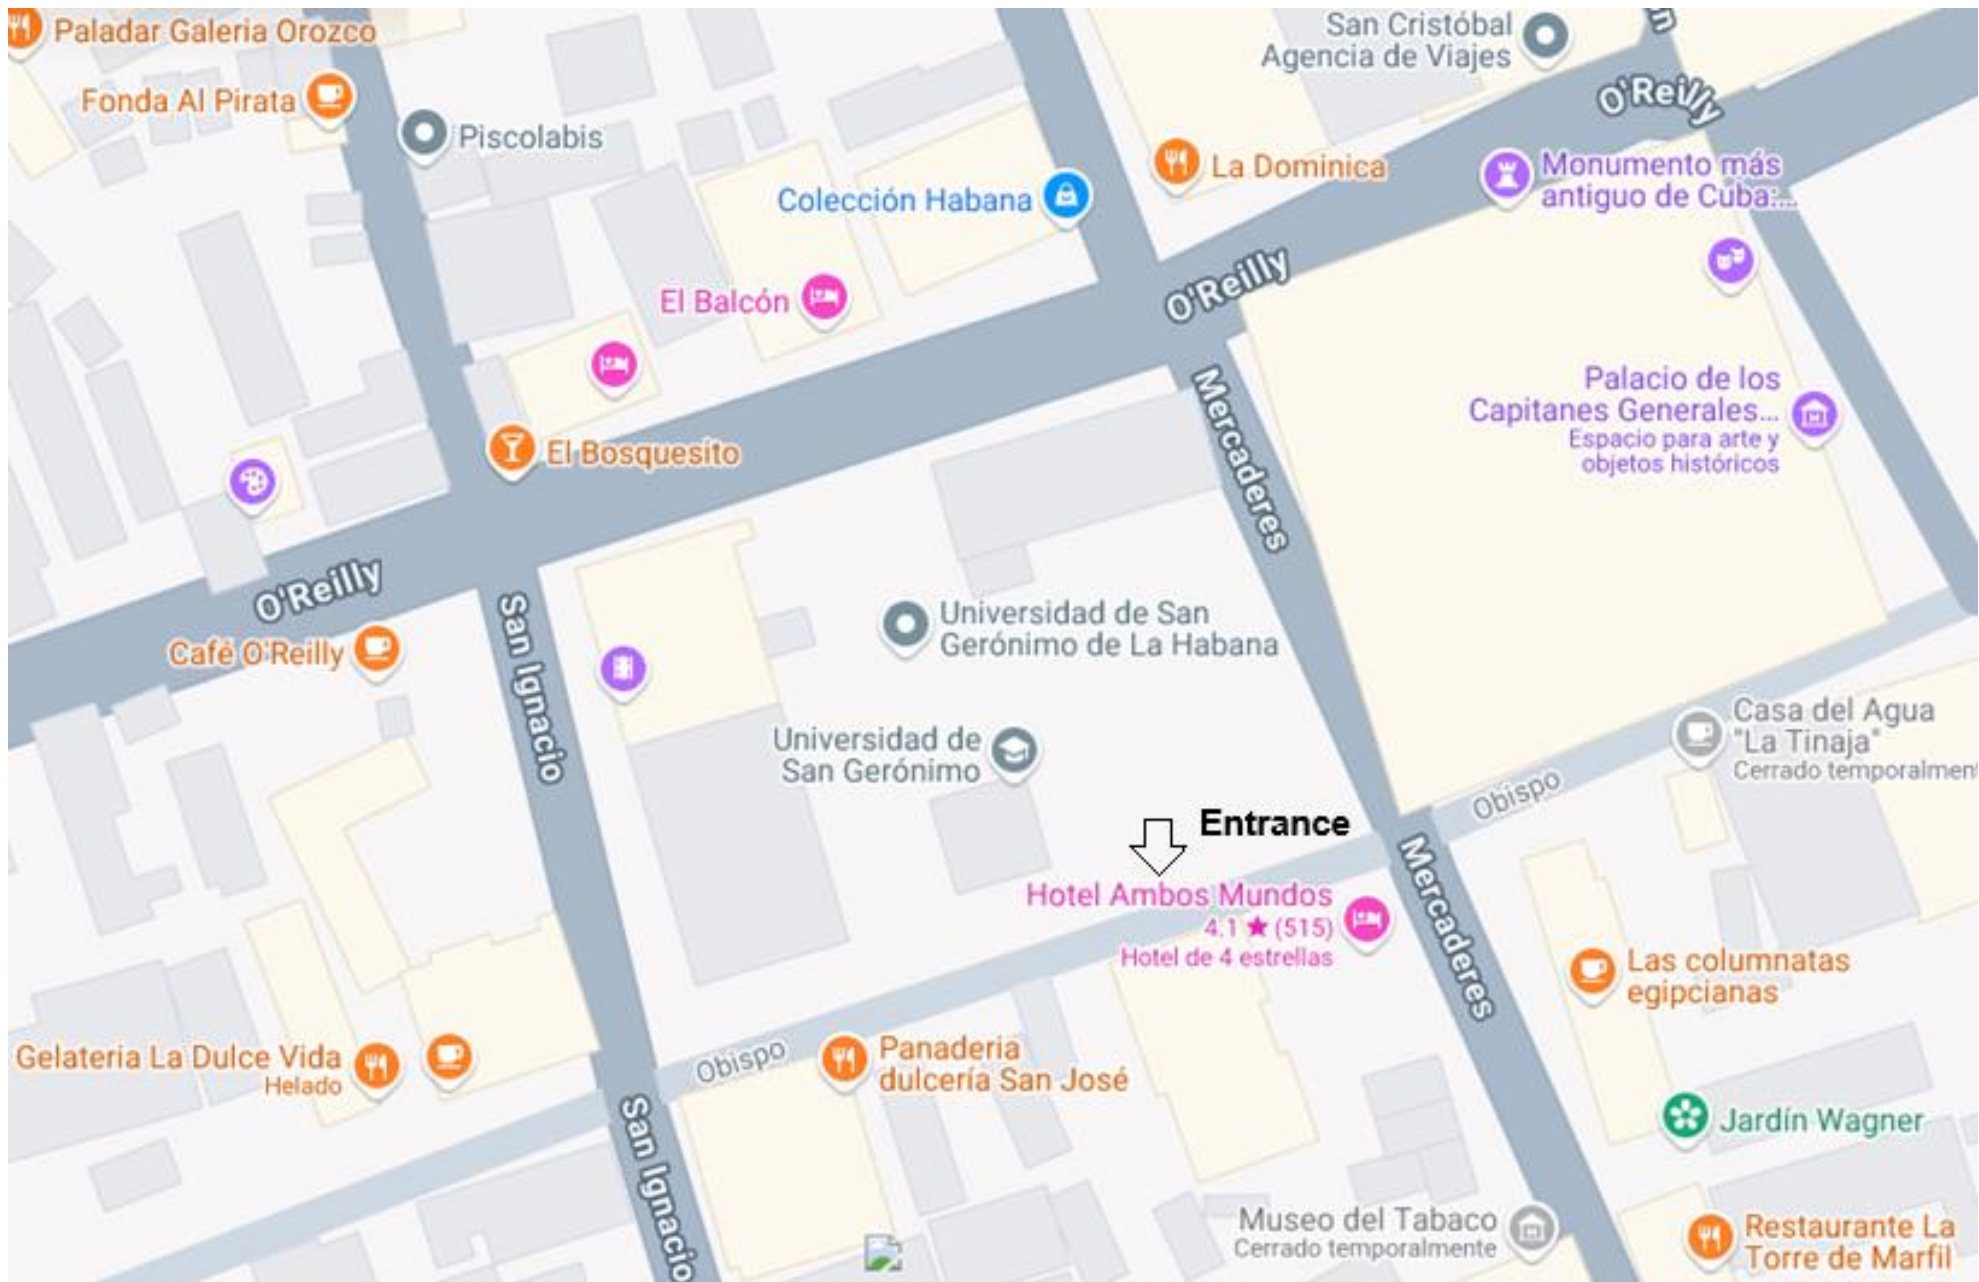 Paladar Galeria Orozco
San Cristóbal
Agencia de Viajes
O'Reilly
Fonda Al Pirata
Piscolabis
La Dominica
Monumento más
antiguo de Cuba:...
Colección Habana
O'Reilly
El Balcón
Mercaderes
Palacio de los
Capitanes Generales...
Espacio para arte y
objetos históricos
El Bosquesito
O'Reilly
Café O'Reilly
San Ignacio
Universidad de San
Gerónimo de La Habana
Universidad de
San Gerónimo
Casa del Agua
"La Tinaja"
Cerrado temporalment
Obispo
Entrance
Hotel Ambos Mundos
4.1 ★ (515)
Hotel de 4 estrellas
Mercaderes
Las columnatas
egipcianas
Gelateria La Dulce Vida
Helado
Obispo
Panaderia
dulcería San José
Jardín Wagner
San Ignacio
Museo del Tabaco
Cerrado temporalmente
Restaurante La
Torre de Marfil